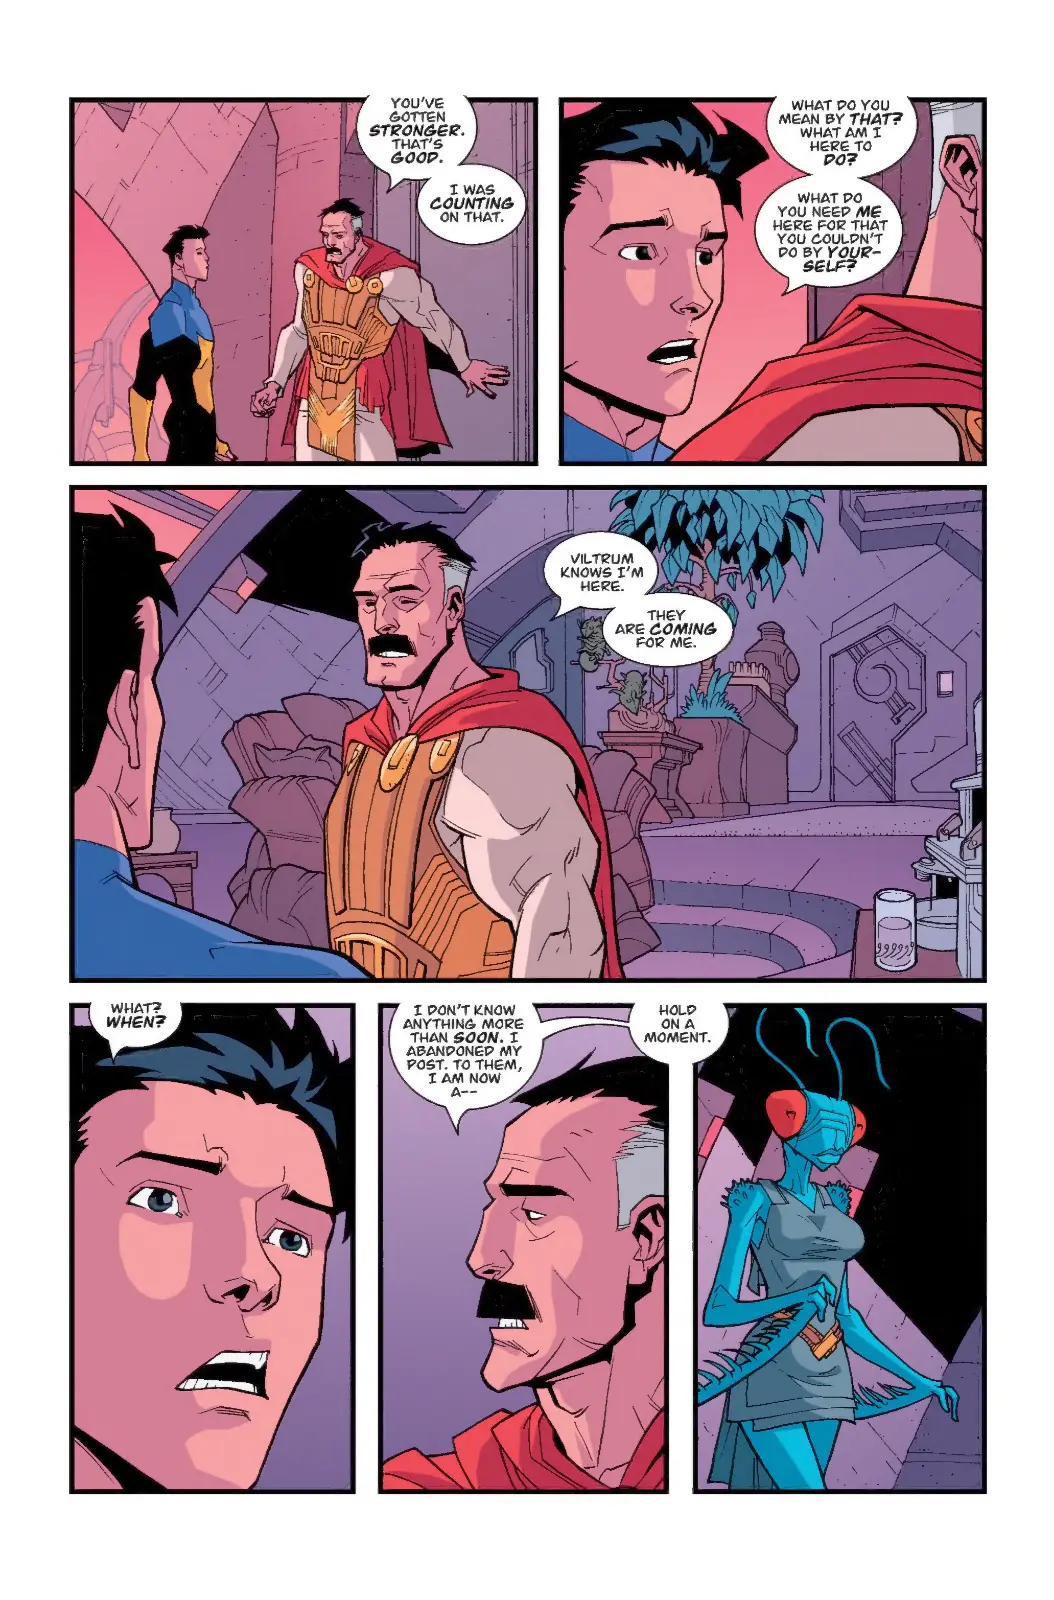 YOU'VE
GOTTEN
STRONGER.
THAT'S
GOOD.
I WAS
COUNTING
ON THAT.
WHAT DO YOU
MEAN BY THAT?
WHAT AM I
HERE TO
DO?
WHAT DO
YOU NEED ME
HERE FOR THAT
YOU COULDN'T
DO BY YOUR-
SELF?
VILTRUM
KNOWS I'M
HERE.
THEY
ARE COMING
FOR ME.
WHAT?
WHEN?
I DON'T KNOW
ANYTHING MORE
THAN SOON. I
ABANDONED MY
POST. TO THEM,
I AM NOW
A--
HOLD
ON A
MOMENT.